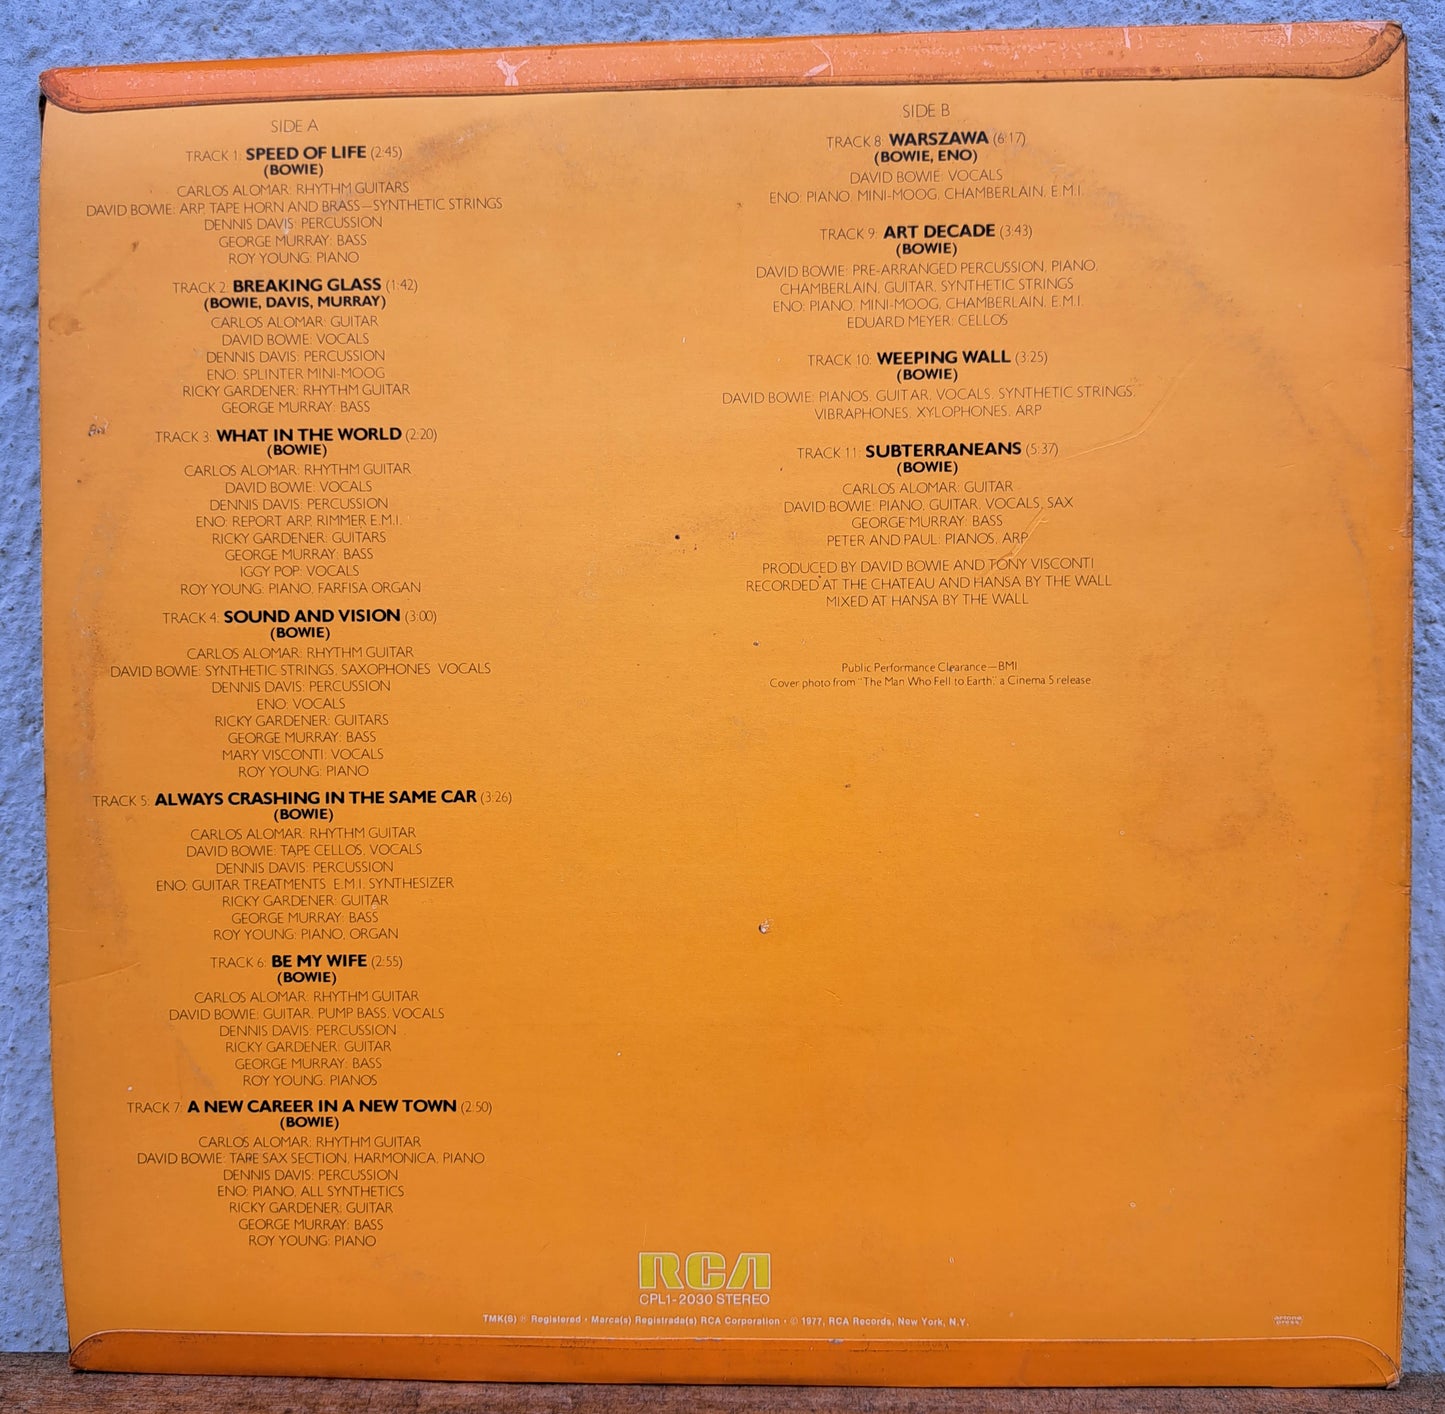 SIDE A
TRACK 1: SPEED OF LIFE (2:45)
(BOWIE)
CARLOS ALOMAR: RHYTHM GUITARS
DAVID BOWIE: ARP, TAPE HORN AND BRASS—SYNTHETIC STRINGS
DENNIS DAVIS: PERCUSSION
GEORGE MURRAY: BASS
ROY YOUNG: PIANO
TRACK 2: BREAKING GLASS (1:42)
(BOWIE, DAVIS, MURRAY)
CARLOS ALOMAR: GUITAR
DAVID BOWIE: VOCALS
DENNIS DAVIS: PERCUSSION
ENO: SPLINTER MINI-MOOG
RICKY GARDENER: RHYTHM GUITAR
GEORGE MURRAY: BASS
TRACK 3: WHAT IN THE WORLD (2:20)
(BOWIE)
CARLOS ALOMAR: RHYTHM GUITAR
DAVID BOWIE: VOCALS
DENNIS DAVIS: PERCUSSION
ENO: REPORT ARP, RIMMER E.M.I.
RICKY GARDENER: GUITARS
GEORGE MURRAY: BASS
IGGY POP: VOCALS
ROY YOUNG: PIANO, FARFISA ORGAN
TRACK 4: SOUND AND VISION (3:00)
(BOWIE)
CARLOS ALOMAR: RHYTHM GUITAR
DAVID BOWIE: SYNTHETIC STRINGS, SAXOPHONES VOCALS
DENNIS DAVIS: PERCUSSION
ENO: VOCALS
RICKY GARDENER: GUITARS
GEORGE MURRAY: BASS
MARY VISCONTI: VOCALS
ROY YOUNG: PIANO
TRACK 5: ALWAYS CRASHING IN THE SAME CAR (3:26)
(BOWIE)
CARLOS ALOMAR: RHYTHM GUITAR
DAVID BOWIE: TAPE CELLOS, VOCALS
DENNIS DAVIS: PERCUSSION
ENO: GUITAR TREATMENTS E.M.I. SYNTHESIZER
RICKY GARDENER: GUITAR
GEORGE MURRAY: BASS
ROY YOUNG: PIANO, ORGAN
TRACK 6: BE MY WIFE (2:55)
(BOWIE)
CARLOS ALOMAR: RHYTHM GUITAR
DAVID BOWIE: GUITAR, PUMP BASS, VOCALS
DENNIS DAVIS: PERCUSSION
RICKY GARDENER: GUITAR
GEORGE MURRAY: BASS
ROY YOUNG: PIANOS
TRACK 7: A NEW CAREER IN A NEW TOWN (2:50)
(BOWIE)
CARLOS ALOMAR: RHYTHM GUITAR
DAVID BOWIE: TAPE SAX SECTION, HARMONICA, PIANO
DENNIS DAVIS: PERCUSSION
ENO: PIANO, ALL SYNTHETICS
RICKY GARDENER: GUITAR
GEORGE MURRAY: BASS
ROY YOUNG: PIANO
SIDE B
TRACK 8: WARSZAWA (6:17)
(BOWIE, ENO)
DAVID BOWIE: VOCALS
ENO: PIANO, MINI-MOOG, CHAMBERLAIN, E.M.I.
TRACK 9: ART DECADE (3:43)
(BOWIE)
DAVID BOWIE: PRE-ARRANGED PERCUSSION, PIANO,
CHAMBERLAIN, GUITAR, SYNTHETIC STRINGS
ENO: PIANO, MINI-MOOG, CHAMBERLAIN, E.M.I.
EDUARD MEYER: CELLOS
TRACK 10: WEEPING WALL (3:25)
(BOWIE)
DAVID BOWIE: PIANOS, GUITAR, VOCALS, SYNTHETIC STRINGS,
VIBRAPHONES, XYLOPHONES, ARP
TRACK 11: SUBTERRANEANS (5:37)
(BOWIE)
CARLOS ALOMAR: GUITAR
DAVID BOWIE: PIANO, GUITAR, VOCALS, SAX
GEORGE MURRAY: BASS
PETER AND PAUL: PIANOS, ARP
PRODUCED BY DAVID BOWIE AND TONY VISCONTI
RECORDED AT THE CHATEAU AND HANSA BY THE WALL
MIXED AT HANSA BY THE WALL
Public Performance Clearance—BMI
Cover photo from "The Man Who Fell to Earth," a Cinema 5 release
RCA
CPL1-2030 STEREO
TMK(S) ® Registered • Marca(s) Registrada(s) RCA Corporation • © 1977, RCA Records, New York, N.Y.
artone
press